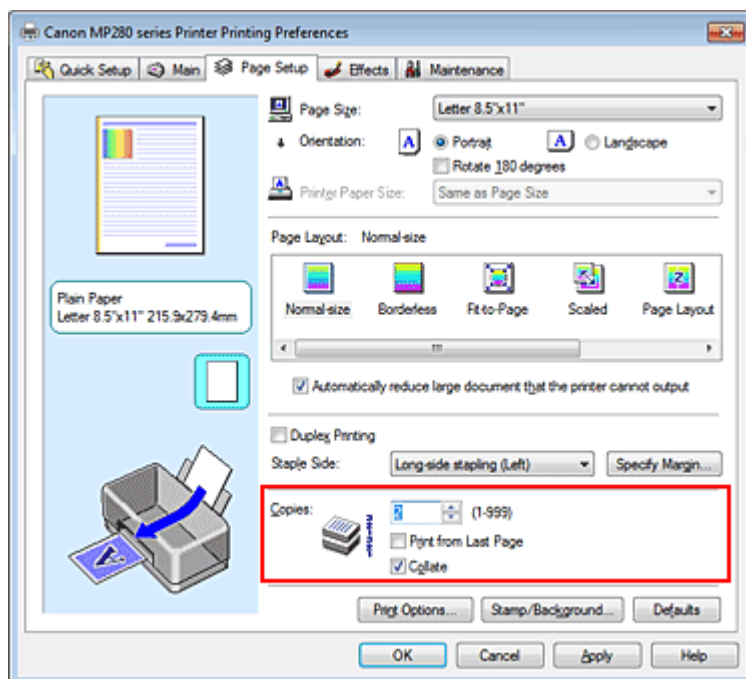 Canon MP280 series Printer Printing Preferences
Quick Setup Main Page Setup Effects Maintenance
Page Size: Letter 8.5"x11"
Orientation: A Portrait A Landscape
Rotate 180 degrees
Printer Paper Size: Same as Page Size
Page Layout: Normal-size
Normal-size Borderless Fit-to-Page Scaled Page Layout
Plain Paper
Letter 8.5"x11" 215.9x279.4mm
Automatically reduce large document that the printer cannot output
Duplex Printing
Staple Side: Long-side stapling (Left) Specify Margin...
Copies: 2 (1-999)
Print from Last Page
Collate
Print Options... Stamp/Background... Defaults
OK Cancel Apply Help